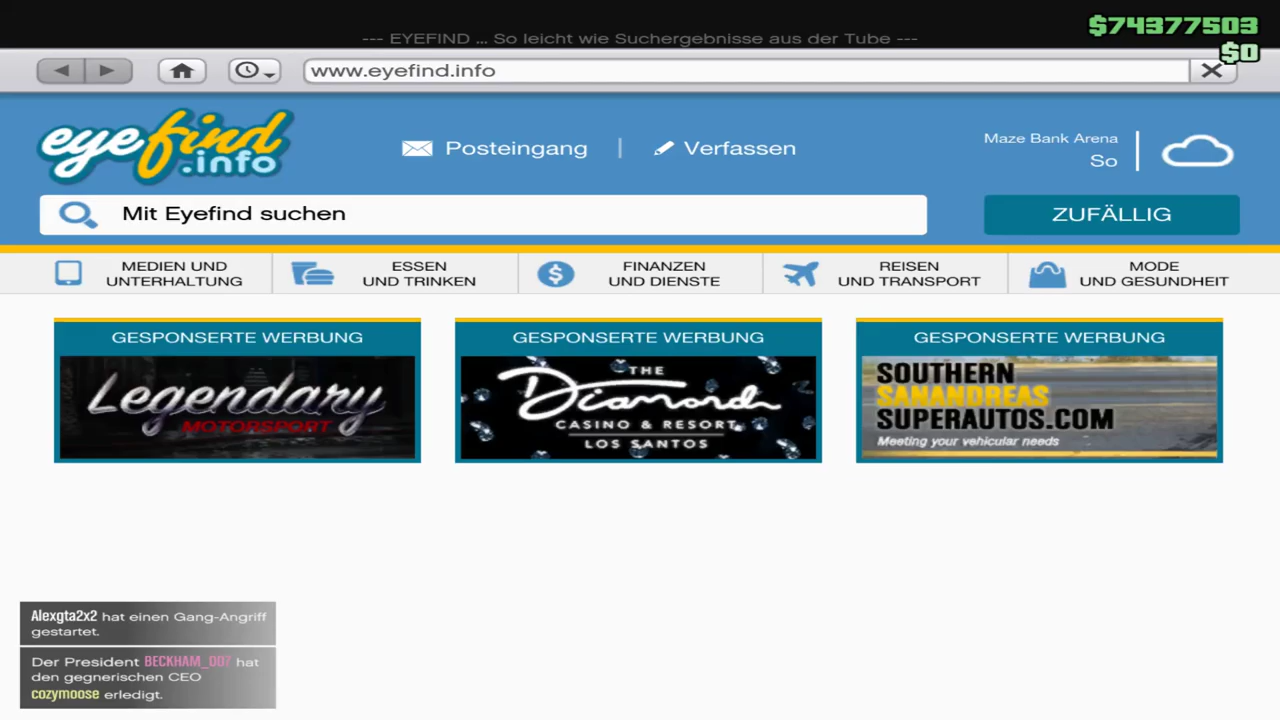 $74377503
--- EYEFIND ... So leicht wie Suchergebnisse aus der Tube ---
$0
www.eyefind.info
eyefind
.info
Posteingang
Verfassen
Maze Bank Arena
So
Mit Eyefind suchen
ZUFÄLLIG
MEDIEN UND
UNTERHALTUNG
ESSEN
UND TRINKEN
FINANZEN
UND DIENSTE
REISEN
UND TRANSPORT
MODE
UND GESUNDHEIT
GESPONSERTE WERBUNG
Legendary
MOTORSPORT
GESPONSERTE WERBUNG
THE
Diamond
CASINO & RESORT
LOS SANTOS
GESPONSERTE WERBUNG
SOUTHERN
SANANDREAS
SUPERAUTOS.COM
Meeting your vehicular needs
Alexgta2x2 hat einen Gang-Angriff
gestartet.
Der President BECKHAM_007 hat
den gegnerischen CEO
cozymoose erledigt.